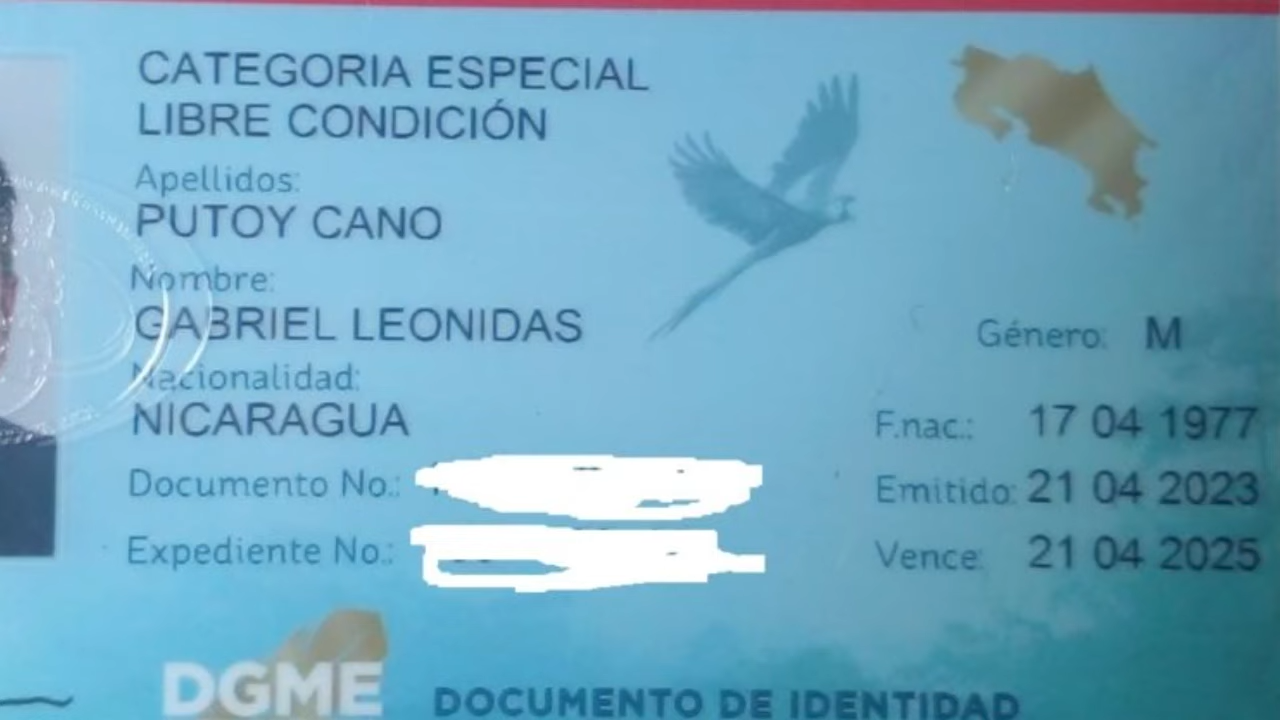 CATEGORIA ESPECIAL
LIBRE CONDICIÓN
Apellidos:
PUTOY CANO
Nombre:
GABRIEL LEONIDAS
Género: M
Nacionalidad:
NICARAGUA
F.nac.: 17 04 1977
Documento No.:
Emitido: 21 04 2023
Expediente No.:
Vence: 21 04 2025
DGME
DOCUMENTO DE IDENTIDAD